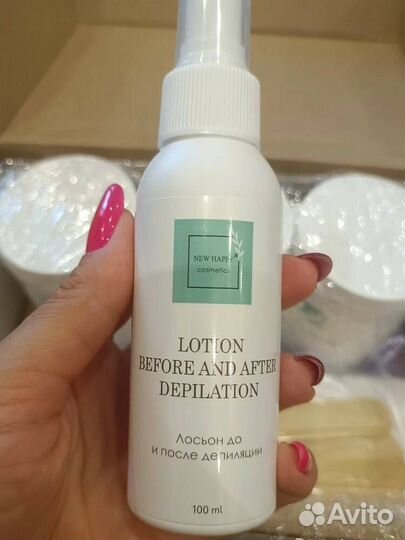 NEW HAPPY
cosmetics
LOTION
BEFORE AND AFTER
DEPILATION
Лосьон до
и после депиляции
100 ml
Avito